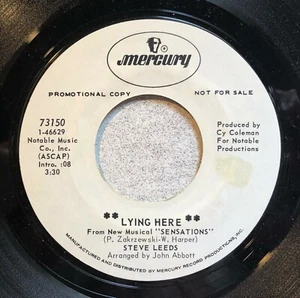 mercury
PROMOTIONAL COPY
NOT FOR SALE
73150
1-46629
Notable Music
Co., Inc.
(ASCAP)
Intro. :08
3:30
Produced by
Cy Coleman
For Notable
Productions
** LYING HERE **
From New Musical "SENSATIONS"
(P. Zakrzewski-W. Harper)
STEVE LEEDS
Arranged by John Abbott
MANUFACTURED AND DISTRIBUTED BY MERCURY RECORD PRODUCTIONS, INC.